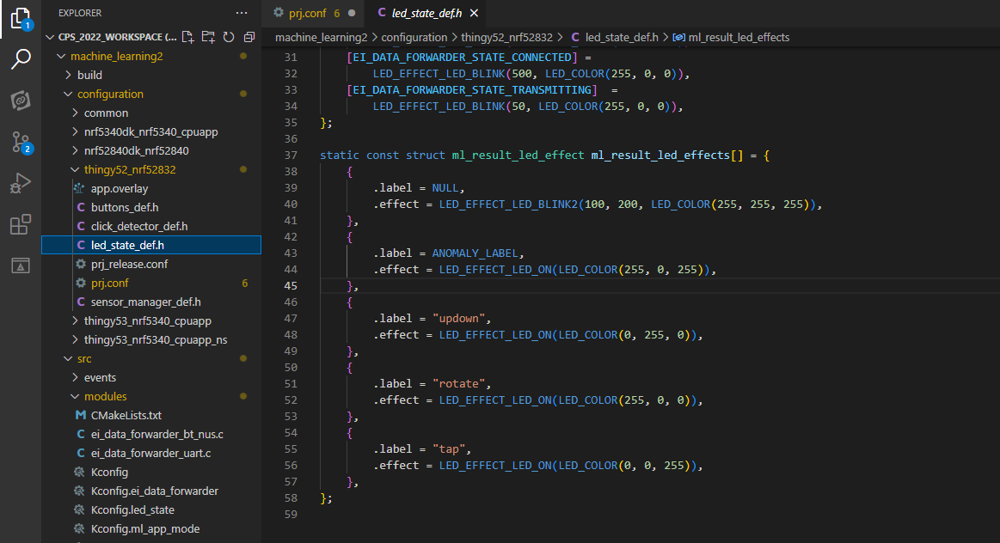 1
2
EXPLORER
CPS_2022_WORKSPACE (...
machine_learning2
build
configuration
common
nrf5340dk_nrf5340_cpuapp
nrf52840dk_nrf52840
thingy52_nrf52832
app.overlay
buttons_def.h
C click_detector_def.h
C led_state_def.h
prj_release.conf
prj.conf 6
C sensor_manager_def.h
thingy53_nrf5340_cpuapp
thingy53_nrf5340_cpuapp_ns
src
events
modules
M CMakeLists.txt
C ei_data_forwarder_bt_nus.c
C ei_data_forwarder_uart.c
Kconfig
Kconfig.ei_data_forwarder
Kconfig.led_state
Kconfig.ml_app_mode
prj.conf 6
C led_state_def.h
machine_learning2 > configuration > thingy52_nrf52832 > C led_state_def.h > ml_result_led_effects
31 [EI_DATA_FORWARDER_STATE_CONNECTED] =
32 LED_EFFECT_LED_BLINK(500, LED_COLOR(255, 0, 0)),
33 [EI_DATA_FORWARDER_STATE_TRANSMITTING]  =
34 LED_EFFECT_LED_BLINK(50, LED_COLOR(255, 0, 0)),
35 };
36
37 static const struct ml_result_led_effect ml_result_led_effects[] = {
38 {
39 .label = NULL,
40 .effect = LED_EFFECT_LED_BLINK2(100, 200, LED_COLOR(255, 255, 255)),
41 },
42 {
43 .label = ANOMALY_LABEL,
44 .effect = LED_EFFECT_LED_ON(LED_COLOR(255, 0, 255)),
45 },
46 {
47 .label = "updown",
48 .effect = LED_EFFECT_LED_ON(LED_COLOR(0, 255, 0)),
49 },
50 {
51 .label = "rotate",
52 .effect = LED_EFFECT_LED_ON(LED_COLOR(255, 0, 0)),
53 },
54 {
55 .label = "tap",
56 .effect = LED_EFFECT_LED_ON(LED_COLOR(0, 0, 255)),
57 },
58 };
59